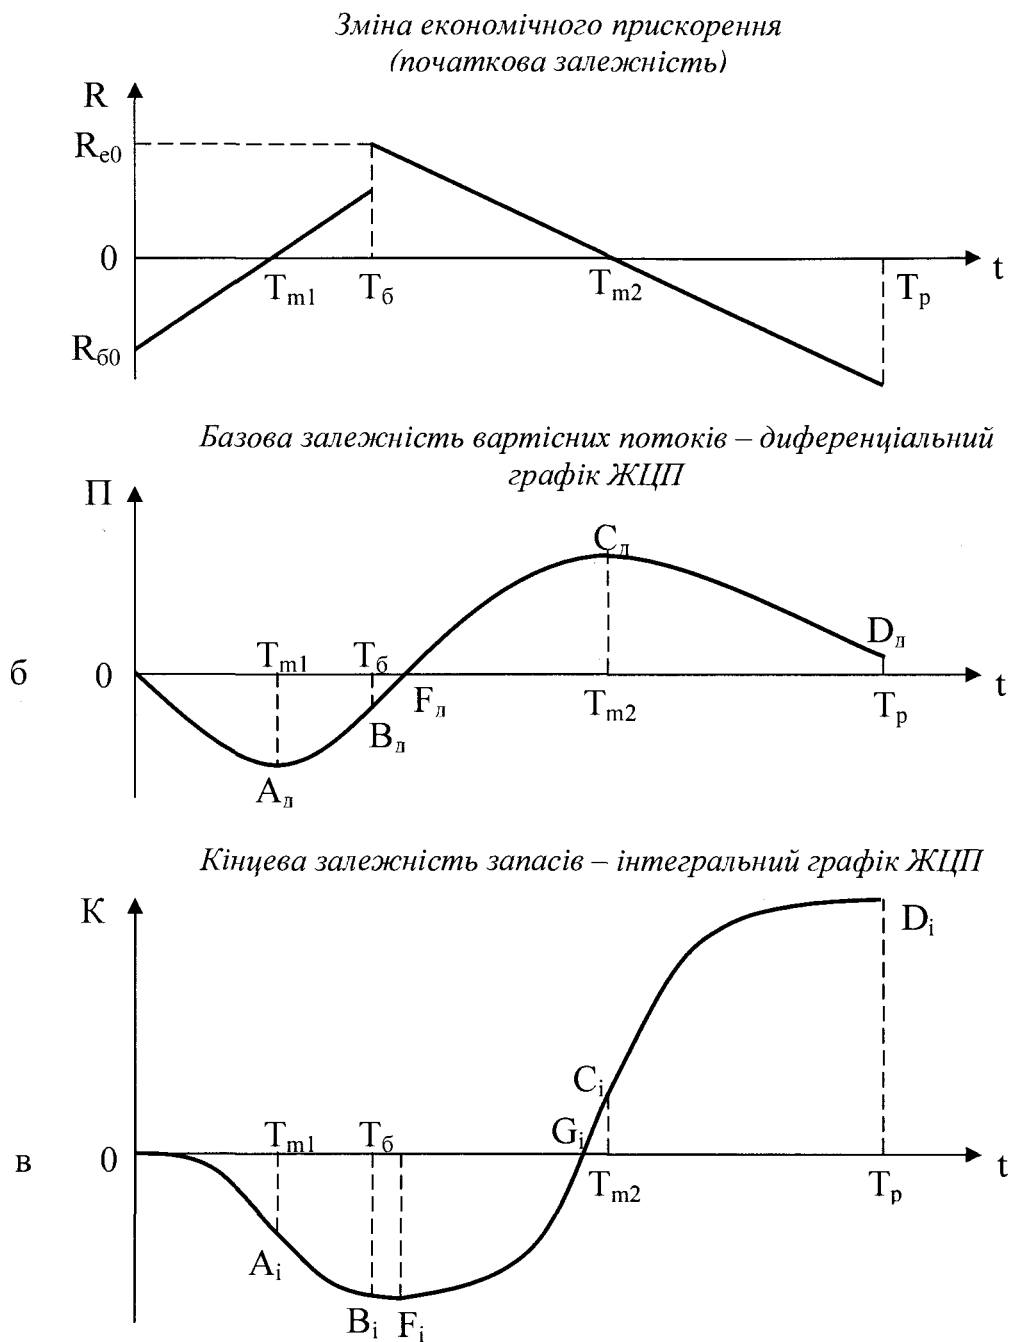 Зміна економічного прискорення
(початкова залежність)
R
Rе0
0
Tm1
Tб
Tm2
Tр
t
Rб0
Базова залежність вартісних потоків – диференціальний
графік ЖЦП
П
Cд
Dд
б
0
Tm1
Tб
Fд
Tm2
Tр
t
Bд
Aд
Кінцева залежність запасів – інтегральний графік ЖЦП
К
Di
Ci
Gi
в
0
Tm1
Tб
Tm2
Tр
t
Ai
Bi
Fi